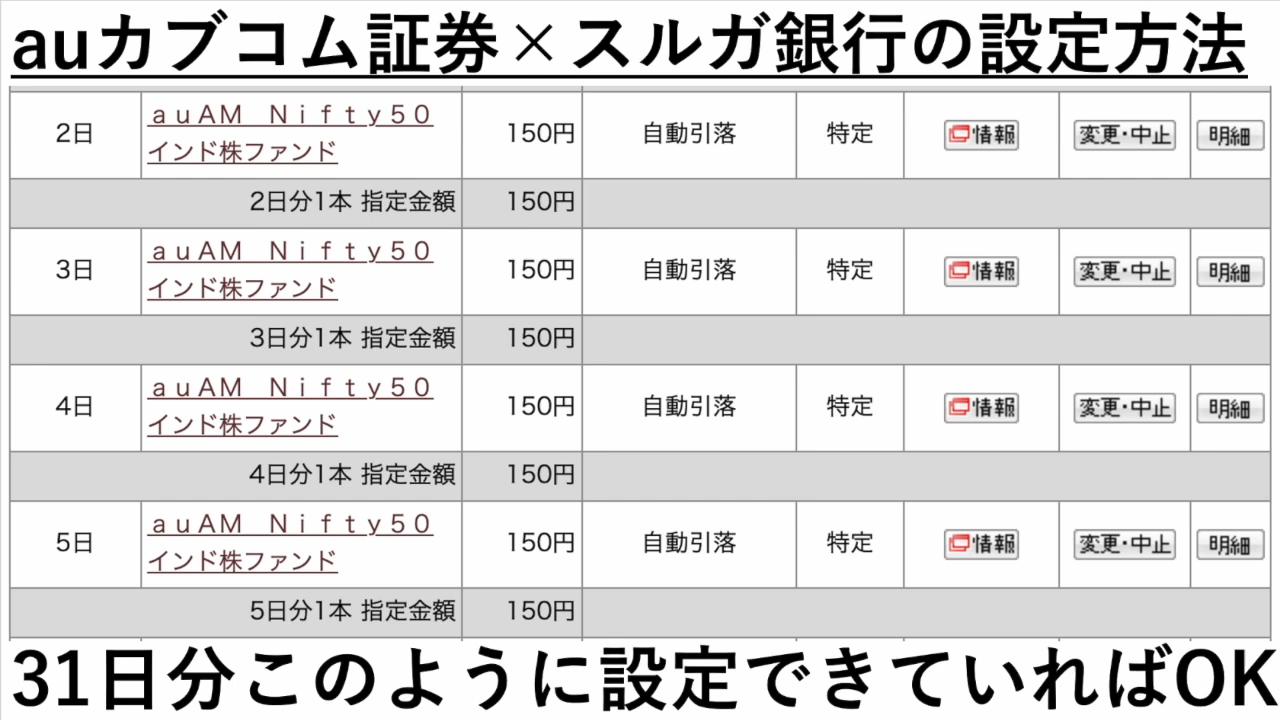 auカブコム証券×スルガ銀行の設定方法
2日 ａｕＡＭ　Ｎｉｆｔｙ５０ 150円 自動引落 特定 情報 変更・中止 明細
インド株ファンド
2日分1本 指定金額 150円
3日 ａｕＡＭ　Ｎｉｆｔｙ５０ 150円 自動引落 特定 情報 変更・中止 明細
インド株ファンド
3日分1本 指定金額 150円
4日 ａｕＡＭ　Ｎｉｆｔｙ５０ 150円 自動引落 特定 情報 変更・中止 明細
インド株ファンド
4日分1本 指定金額 150円
5日 ａｕＡＭ　Ｎｉｆｔｙ５０ 150円 自動引落 特定 情報 変更・中止 明細
インド株ファンド
5日分1本 指定金額 150円
31日分このように設定できていればOK